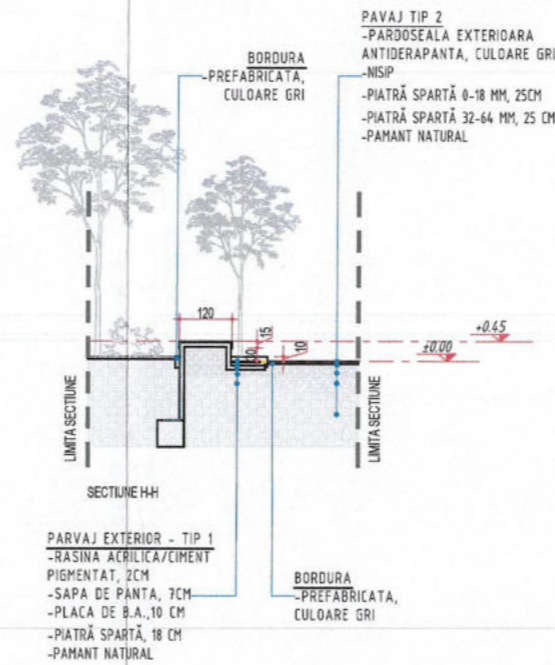 PAVAJ TIP 2
-PARDOSEALA EXTERIOARA
ANTIDERAPANTA, CULOARE GRI
-NISIP
-PIATRĂ SPARTĂ 0-18 MM, 25CM
-PIATRĂ SPARTĂ 32-64 MM, 25 CM
-PAMANT NATURAL
BORDURA
-PREFABRICATA,
CULOARE GRI
120
15
10
+0.45
±0.00
LIMITA SECTIUNE
LIMITA SECTIUNE
SECTIUNE H-H
PARVAJ EXTERIOR - TIP 1
-RASINA ACRILICA/CIMENT
PIGMENTAT, 2CM
-SAPA DE PANTA, 7CM
-PLACA DE B.A.,10 CM
-PIATRĂ SPARTĂ, 18 CM
-PAMANT NATURAL
BORDURA
-PREFABRICATA,
CULOARE GRI